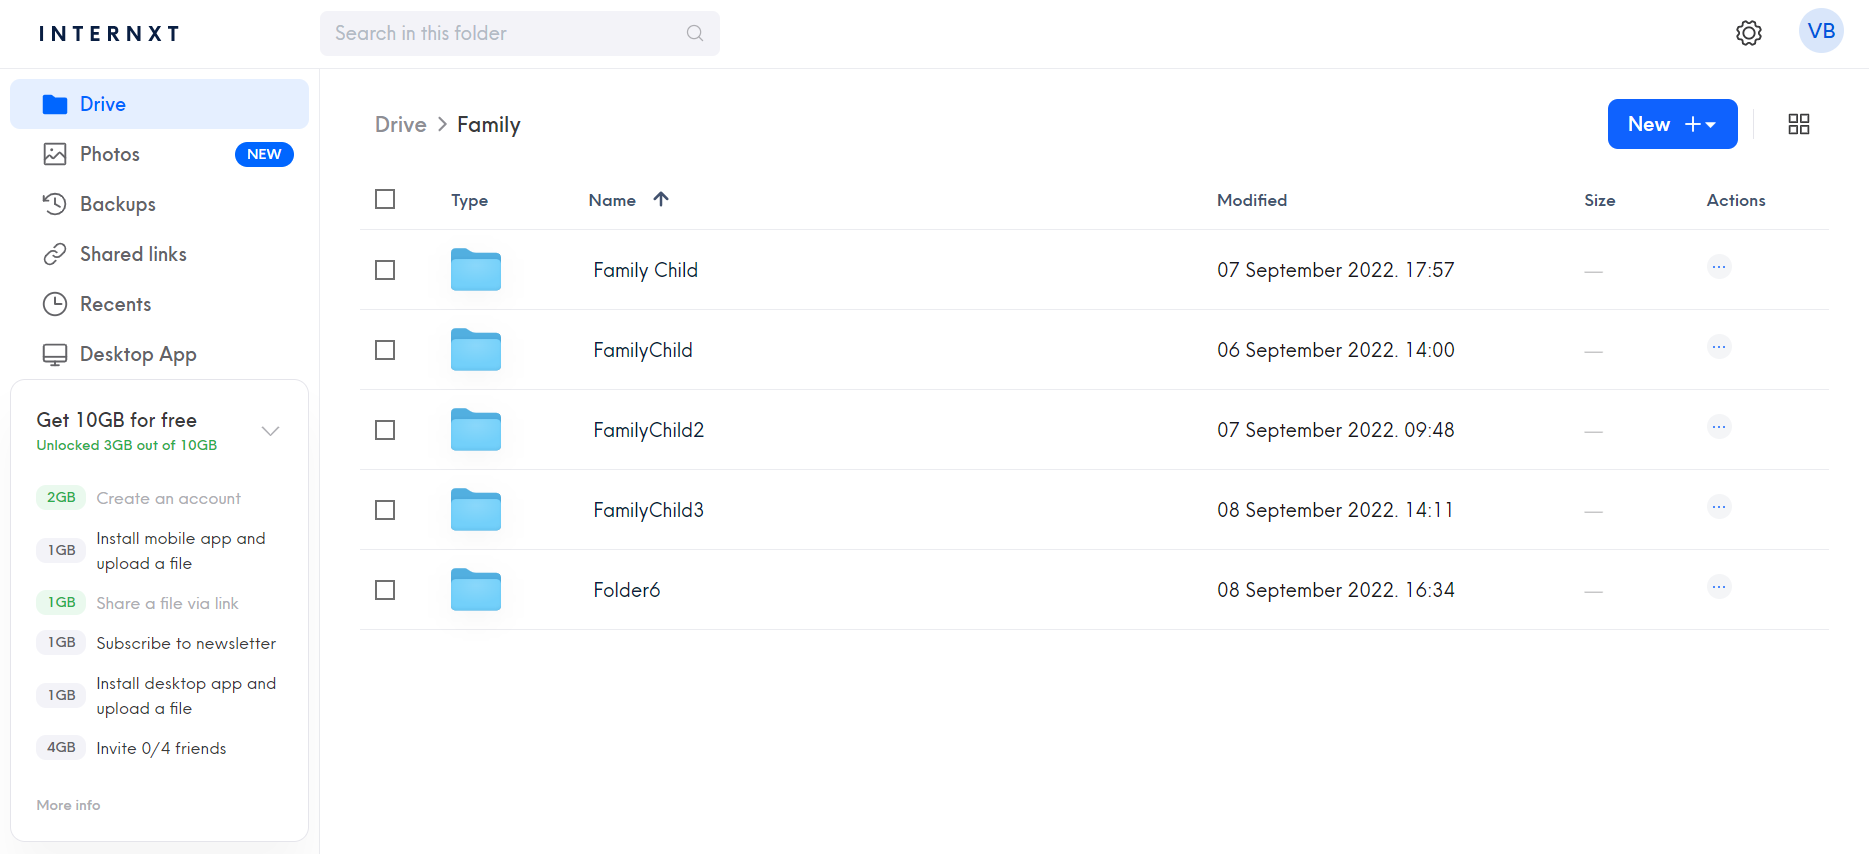 INTERNXT
Search in this folder
VB
Drive
Photos NEW
Backups
Shared links
Recents
Desktop App
Get 10GB for free
Unlocked 3GB out of 10GB
2GB Create an account
1GB Install mobile app and
upload a file
1GB Share a file via link
1GB Subscribe to newsletter
1GB Install desktop app and
upload a file
4GB Invite 0/4 friends
More info
Drive > Family
New
Type Name Modified Size Actions
Family Child 07 September 2022. 17:57 —
FamilyChild 06 September 2022. 14:00 —
FamilyChild2 07 September 2022. 09:48 —
FamilyChild3 08 September 2022. 14:11 —
Folder6 08 September 2022. 16:34 —